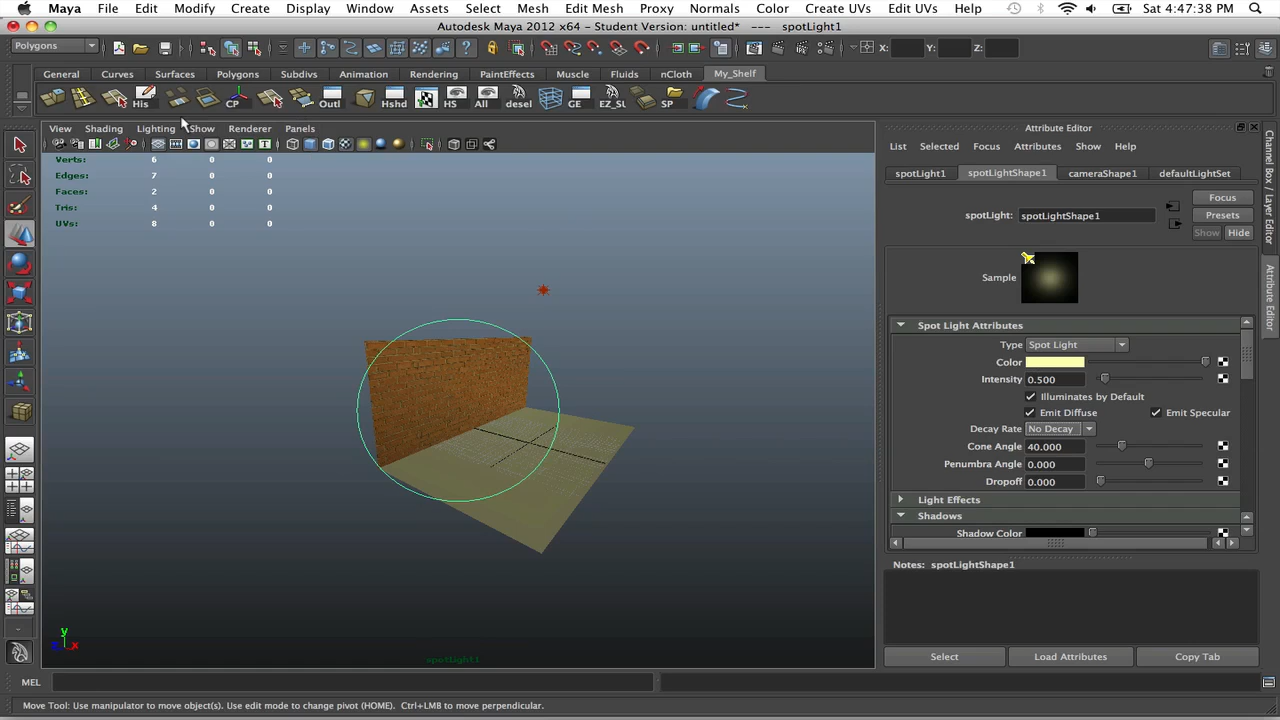 Maya File Edit Modify Create Display Window Assets Select Mesh Edit Mesh Proxy Normals Color Create UVs Edit UVs Help Sat 4:47:38 PM
Autodesk Maya 2012 x64 - Student Version: untitled* --- spotLight1
Polygons X: Y: Z:
General Curves Surfaces Polygons Subdivs Animation Rendering PaintEffects Muscle Fluids nCloth My_Shelf
His CP Outl Hshd HS All desel GE EZ_SL SP
View Shading Lighting Show Renderer Panels
Verts: 6 0 0
Edges: 7 0 0
Faces: 2 0 0
Tris: 4 0 0
UVs: 8 0 0
y
x
spotLight1
Attribute Editor
List Selected Focus Attributes Show Help
spotLight1 spotLightShape1 cameraShape1 defaultLightSet
Focus
spotLight: spotLightShape1 Presets
Show Hide
Sample
Spot Light Attributes
Type Spot Light
Color
Intensity 0.500
Illuminates by Default
Emit Diffuse Emit Specular
Decay Rate No Decay
Cone Angle 40.000
Penumbra Angle 0.000
Dropoff 0.000
Light Effects
Shadows
Shadow Color
Notes: spotLightShape1
Select Load Attributes Copy Tab
Channel Box / Layer Editor
Attribute Editor
MEL
Move Tool: Use manipulator to move object(s). Use edit mode to change pivot (HOME). Ctrl+LMB to move perpendicular.